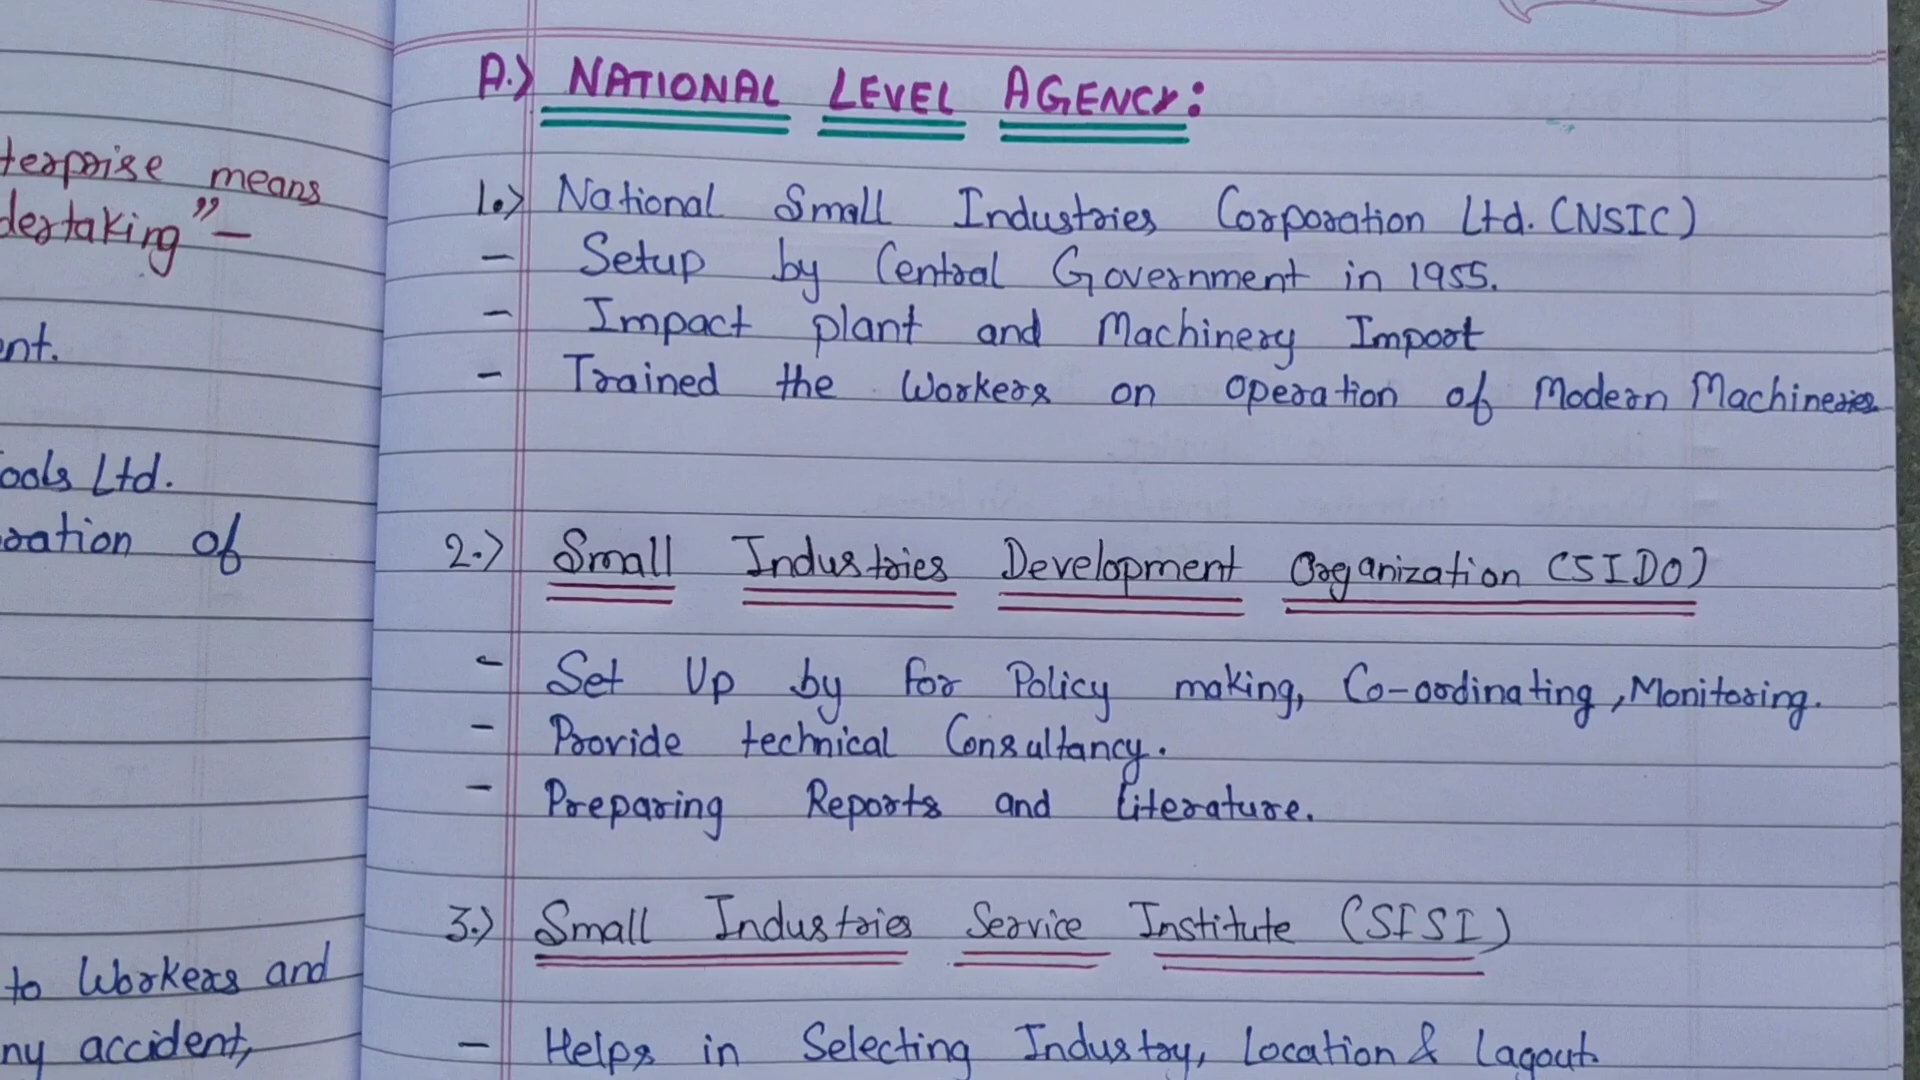 terprise means
dertaking" -
ent.
ools Ltd.
ration of
to Workers and
ny accident,
A.) NATIONAL LEVEL AGENCY:
1.) National Small Industries Corporation Ltd. (NSIC)
- Setup by Central Government in 1955.
- Impact plant and Machinery Import
- Trained the Workers on Operation of Modern Machineries
2.) Small Industries Development Organization (SIDO)
- Set Up by for Policy making, Co-ordinating, Monitoring.
- Provide technical Consultancy.
- Preparing Reports and Literature.
3.) Small Industries Service Institute (SISI)
- Helps in Selecting Industry, Location & Lagout.